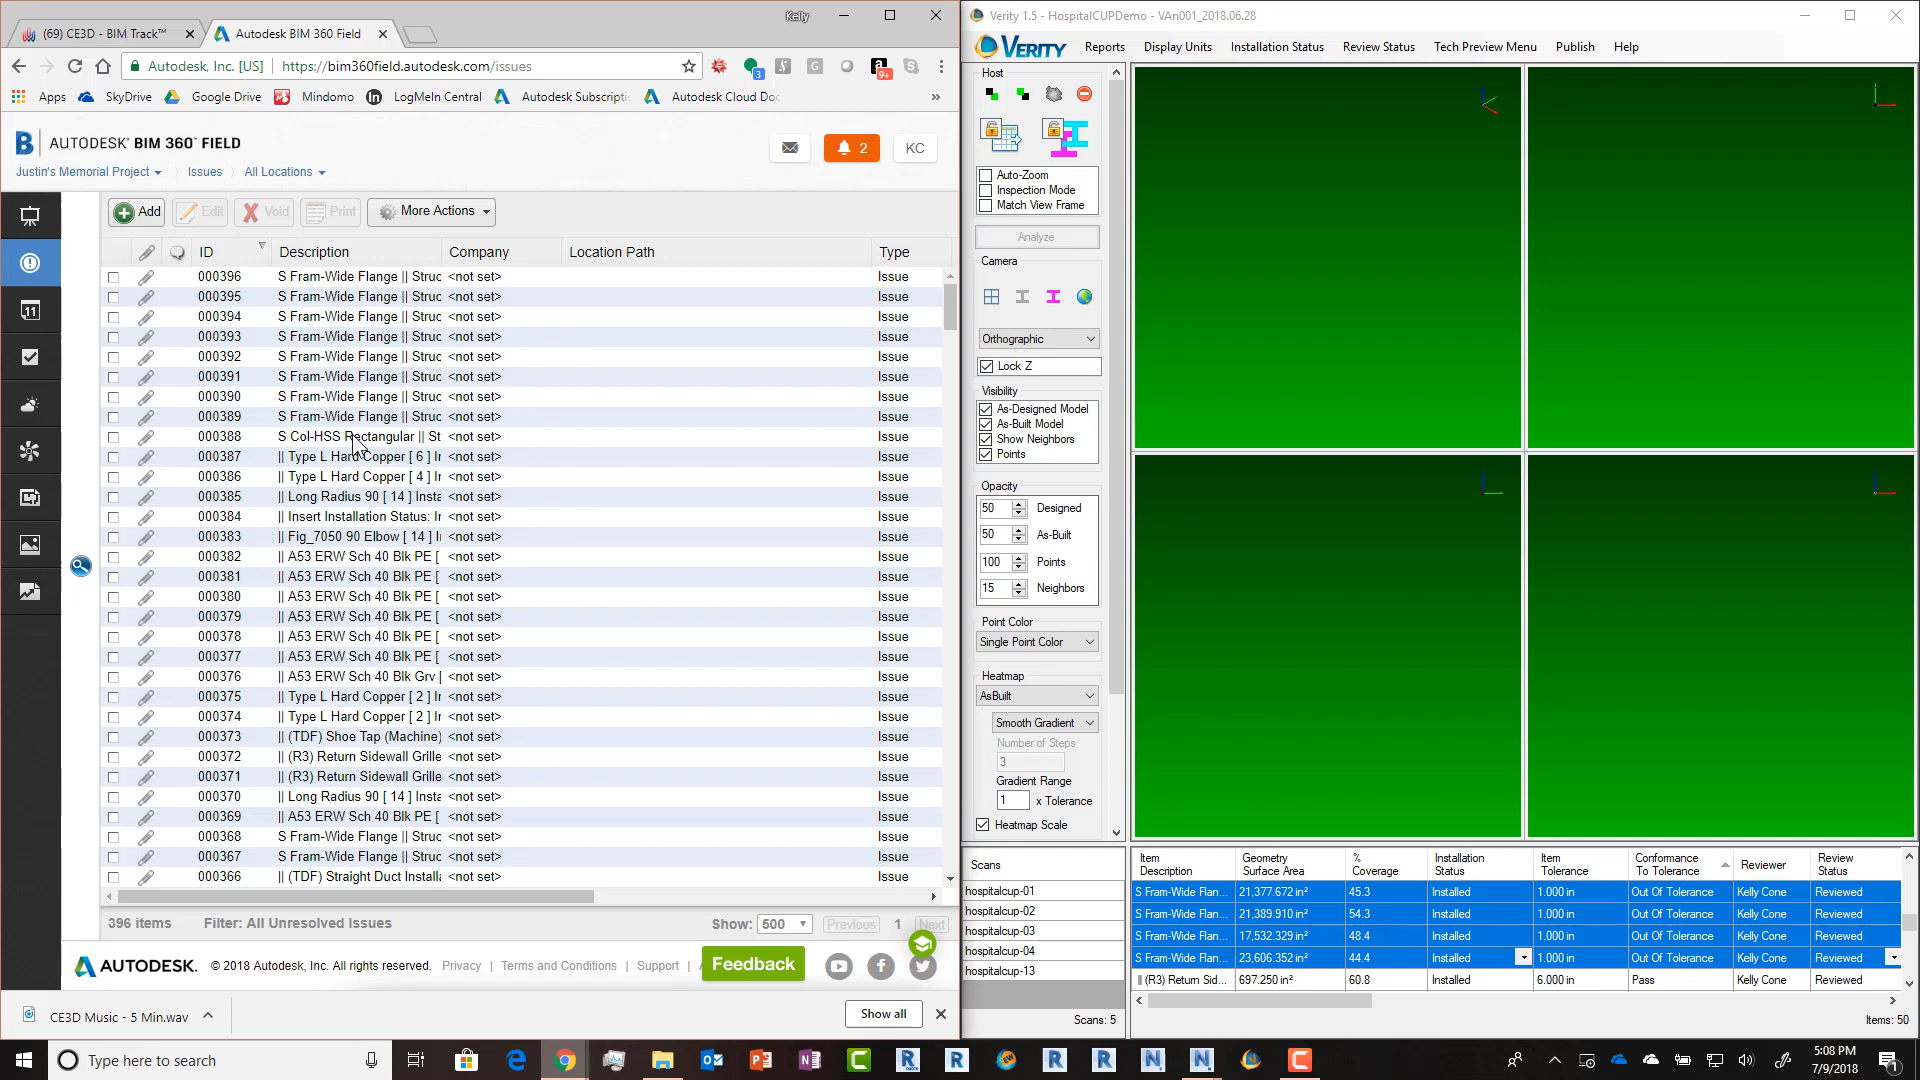 Kelly
(69) CE3D - BIM Track™
Autodesk BIM 360 Field
Autodesk, Inc. [US]
https://bim360field.autodesk.com/issues
3
9+
Apps
SkyDrive
Google Drive
Mindomo
LogMeIn Central
Autodesk Subscripti
Autodesk Cloud Doc
»
AUTODESK® BIM 360™ FIELD
2
KC
Justin's Memorial Project
Issues
All Locations
Add
Edit
Void
Print
More Actions
ID
Description
Company
Location Path
Type
000396 S Fram-Wide Flange || Struc <not set> Issue
000395 S Fram-Wide Flange || Struc <not set> Issue
000394 S Fram-Wide Flange || Struc <not set> Issue
000393 S Fram-Wide Flange || Struc <not set> Issue
000392 S Fram-Wide Flange || Struc <not set> Issue
000391 S Fram-Wide Flange || Struc <not set> Issue
000390 S Fram-Wide Flange || Struc <not set> Issue
000389 S Fram-Wide Flange || Struc <not set> Issue
000388 S Col-HSS Rectangular || St <not set> Issue
000387 || Type L Hard Copper [ 6 ] Ir <not set> Issue
000386 || Type L Hard Copper [ 4 ] Ir <not set> Issue
000385 || Long Radius 90 [ 14 ] Insta <not set> Issue
000384 || Insert Installation Status: Ir <not set> Issue
000383 || Fig_7050 90 Elbow [ 14 ] I <not set> Issue
000382 || A53 ERW Sch 40 Blk PE [ <not set> Issue
000381 || A53 ERW Sch 40 Blk PE [ <not set> Issue
000380 || A53 ERW Sch 40 Blk PE [ <not set> Issue
000379 || A53 ERW Sch 40 Blk PE [ <not set> Issue
000378 || A53 ERW Sch 40 Blk PE [ <not set> Issue
000377 || A53 ERW Sch 40 Blk PE [ <not set> Issue
000376 || A53 ERW Sch 40 Blk Grv [ <not set> Issue
000375 || Type L Hard Copper [ 2 ] Ir <not set> Issue
000374 || Type L Hard Copper [ 2 ] Ir <not set> Issue
000373 || (TDF) Shoe Tap (Machine) <not set> Issue
000372 || (R3) Return Sidewall Grille <not set> Issue
000371 || (R3) Return Sidewall Grille <not set> Issue
000370 || Long Radius 90 [ 14 ] Insta <not set> Issue
000369 || A53 ERW Sch 40 Blk PE [ <not set> Issue
000368 S Fram-Wide Flange || Struc <not set> Issue
000367 S Fram-Wide Flange || Struc <not set> Issue
000366 || (TDF) Straight Duct Installa <not set> Issue
396 items
Filter: All Unresolved Issues
Show: 500
Previous
1
Next
AUTODESK.
© 2018 Autodesk, Inc. All rights reserved.
Privacy
Terms and Conditions
Support
Feedback
CE3D Music - 5 Min.wav
Show all
Verity 1.5 - HospitalCUPDemo - VAn001_2018.06.28
VERITY
Reports
Display Units
Installation Status
Review Status
Tech Preview Menu
Publish
Help
Host
Auto-Zoom
Inspection Mode
Match View Frame
Analyze
Camera
Orthographic
Lock Z
Visibility
As-Designed Model
As-Built Model
Show Neighbors
Points
Opacity
50 Designed
50 As-Built
100 Points
15 Neighbors
Point Color
Single Point Color
Heatmap
AsBuilt
Smooth Gradient
Number of Steps
3
Gradient Range
1 x Tolerance
Heatmap Scale
Scans
hospitalcup-01
hospitalcup-02
hospitalcup-03
hospitalcup-04
hospitalcup-13
Scans: 5
Item Description
Geometry Surface Area
% Coverage
Installation Status
Item Tolerance
Conformance To Tolerance
Reviewer
Review Status
S Fram-Wide Flan... 21,377.672 in² 45.3 Installed 1.000 in Out Of Tolerance Kelly Cone Reviewed
S Fram-Wide Flan... 21,389.910 in² 54.3 Installed 1.000 in Out Of Tolerance Kelly Cone Reviewed
S Fram-Wide Flan... 17,532.329 in² 48.4 Installed 1.000 in Out Of Tolerance Kelly Cone Reviewed
S Fram-Wide Flan... 23,606.352 in² 44.4 Installed 1.000 in Out Of Tolerance Kelly Cone Reviewed
|| (R3) Return Sid... 697.250 in² 60.8 Installed 6.000 in Pass Kelly Cone Reviewed
Items: 50
Type here to search
5:08 PM
7/9/2018
1